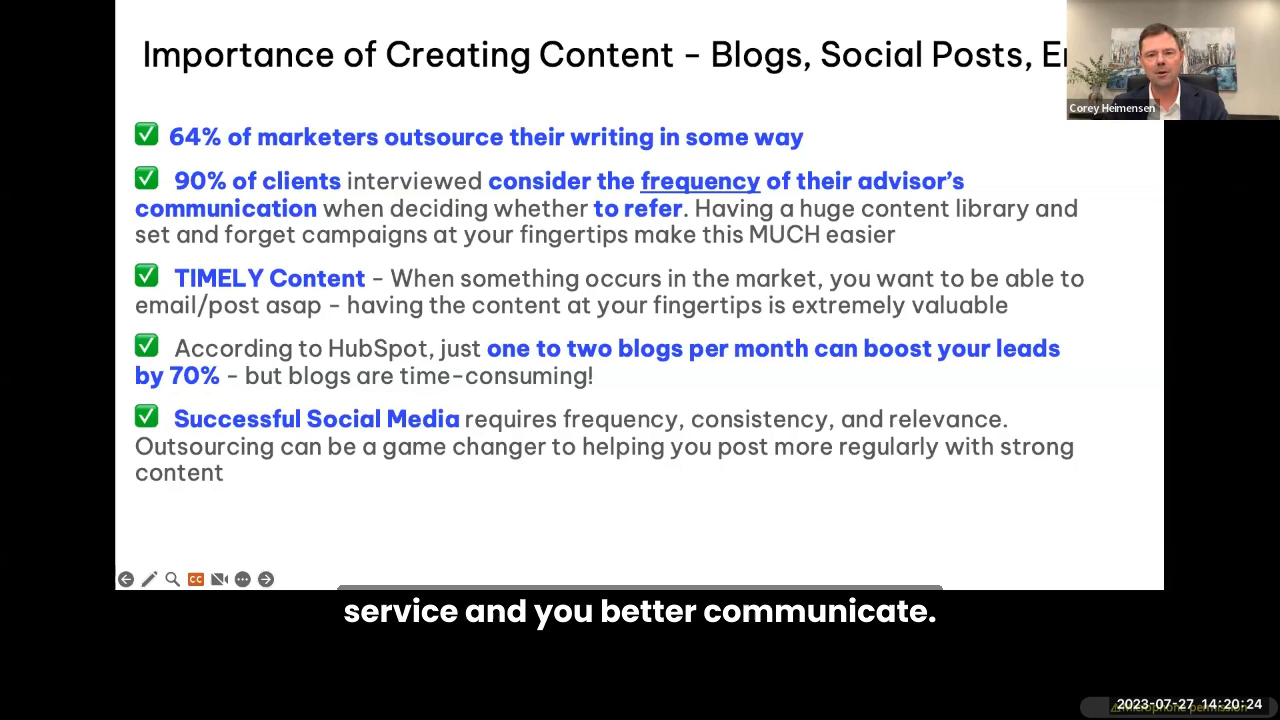 Importance of Creating Content – Blogs, Social Posts,
Corey Heimensen
✅ 64% of marketers outsource their writing in some way
✅ 90% of clients interviewed consider the frequency of their advisor’s
communication when deciding whether to refer. Having a huge content library and
set and forget campaigns at your fingertips make this MUCH easier
✅ TIMELY Content – When something occurs in the market, you want to be able to
email/post asap – having the content at your fingertips is extremely valuable
✅ According to HubSpot, just one to two blogs per month can boost your leads
by 70% – but blogs are time-consuming!
✅ Successful Social Media requires frequency, consistency, and relevance.
Outsourcing can be a game changer to helping you post more regularly with strong
content
CC
service and you better communicate.
2023-07-27 14:20:24